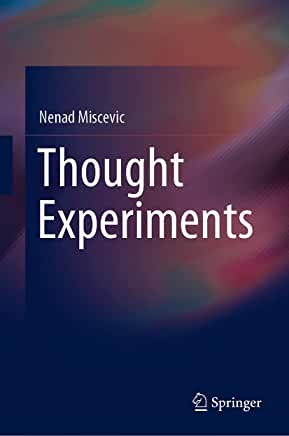 Nenad Miscevic
Thought
Experiments
Springer